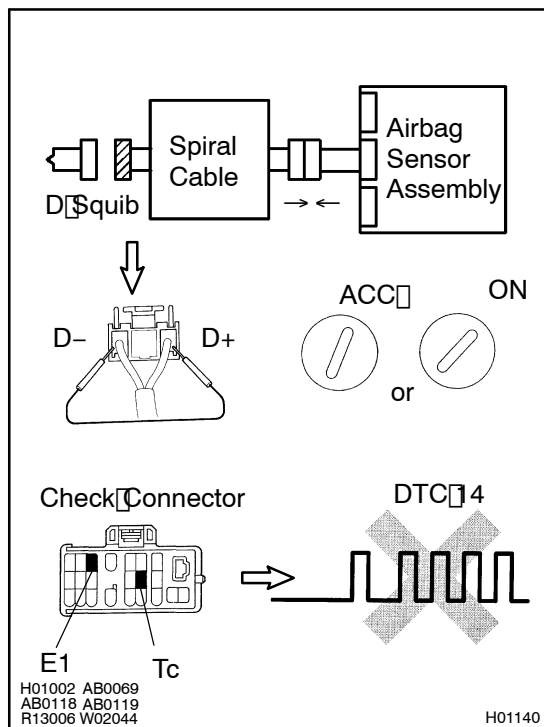 Spiral
Cable
Airbag
Sensor
Assembly
D□Squib
D− D+
ACC□ ON
or
Check□Connector
DTC□14
E1 Tc
H01002 AB0069
AB0118 AB0119
R13006 W02044
H01140